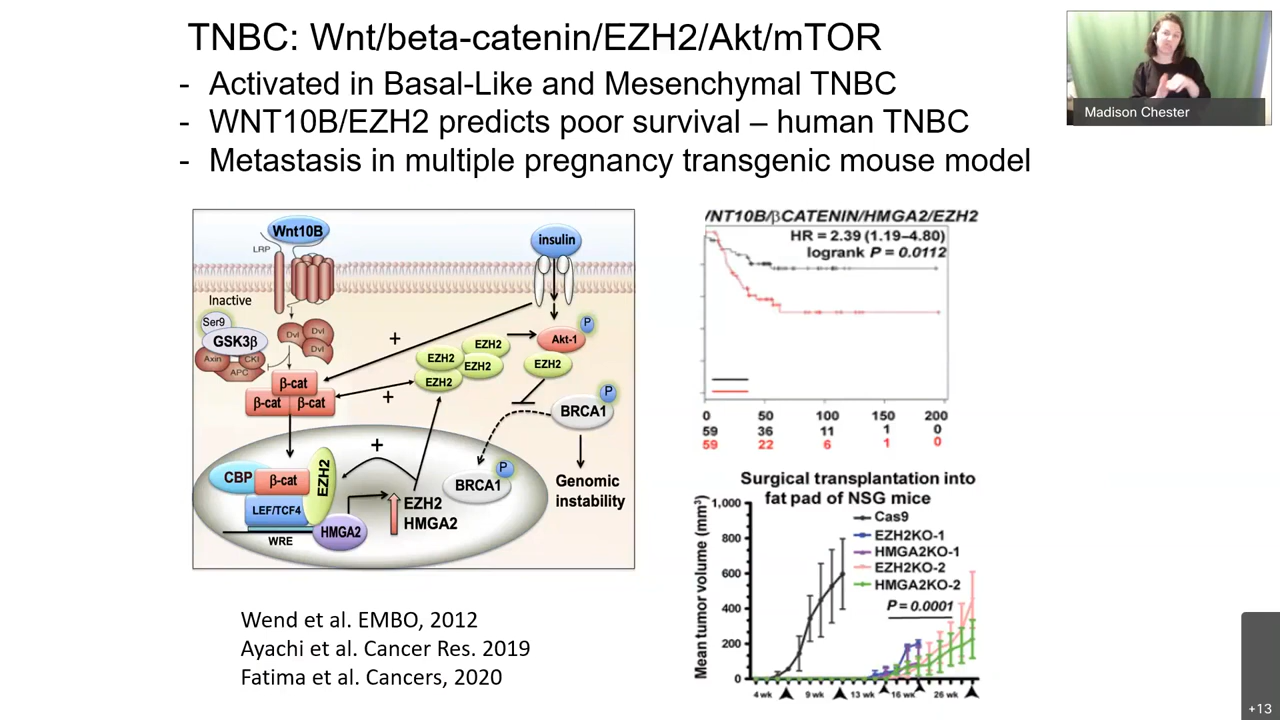 TNBC: Wnt/beta-catenin/EZH2/Akt/mTOR
- Activated in Basal-Like and Mesenchymal TNBC
- WNT10B/EZH2 predicts poor survival – human TNBC
- Metastasis in multiple pregnancy transgenic mouse model
Madison Chester
Wnt10B
LRP
insulin
Inactive
Ser9
GSK3β
Axin
CKI
APC
Dvl
Dvl
Dvl
+
EZH2
EZH2
EZH2
EZH2
Akt-1
P
EZH2
β-cat
β-cat
β-cat
+
BRCA1
P
CBP
β-cat
EZH2
LEF/TCF4
WRE
HMGA2
+
EZH2
HMGA2
BRCA1
P
Genomic
instability
/NT10B/βCATENIN/HMGA2/EZH2
HR = 2.39 (1.19–4.80)
logrank P = 0.0112
0 50 100 150 200
59 36 11 1 0
59 22 6 1 0
Surgical transplantation into
fat pad of NSG mice
Mean tumor volume (mm³)
1,000
800
600
400
200
0
Cas9
EZH2KO-1
HMGA2KO-1
EZH2KO-2
HMGA2KO-2
P = 0.0001
4 wk 9 wk 13 wk 16 wk 26 wk
Wend et al. EMBO, 2012
Ayachi et al. Cancer Res. 2019
Fatima et al. Cancers, 2020
+13